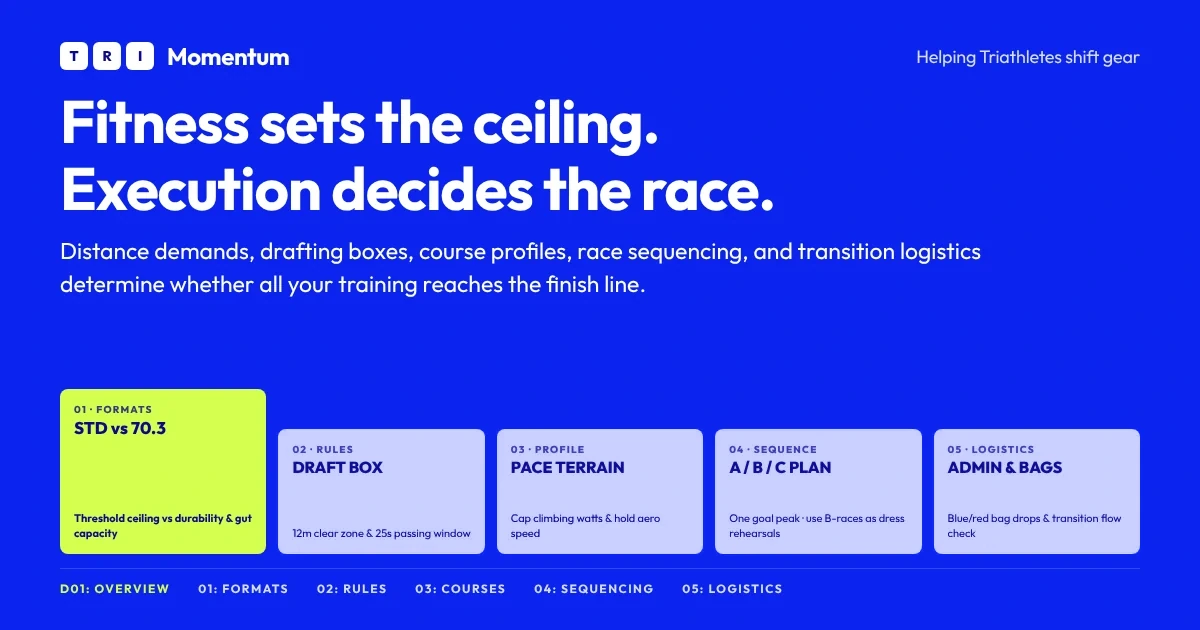 T R I Momentum
Helping Triathletes shift gear
Fitness sets the ceiling.
Execution decides the race.
Distance demands, drafting boxes, course profiles, race sequencing, and transition logistics
determine whether all your training reaches the finish line.
01 · FORMATS
STD vs 70.3
Threshold ceiling vs durability & gut
capacity
02 · RULES
DRAFT BOX
12m clear zone & 25s passing window
03 · PROFILE
PACE TERRAIN
Cap climbing watts & hold aero
speed
04 · SEQUENCE
A / B / C PLAN
One goal peak · use B-races as dress
rehearsals
05 · LOGISTICS
ADMIN & BAGS
Blue/red bag drops & transition flow
check
D01: OVERVIEW 01: FORMATS 02: RULES 03: COURSES 04: SEQUENCING 05: LOGISTICS